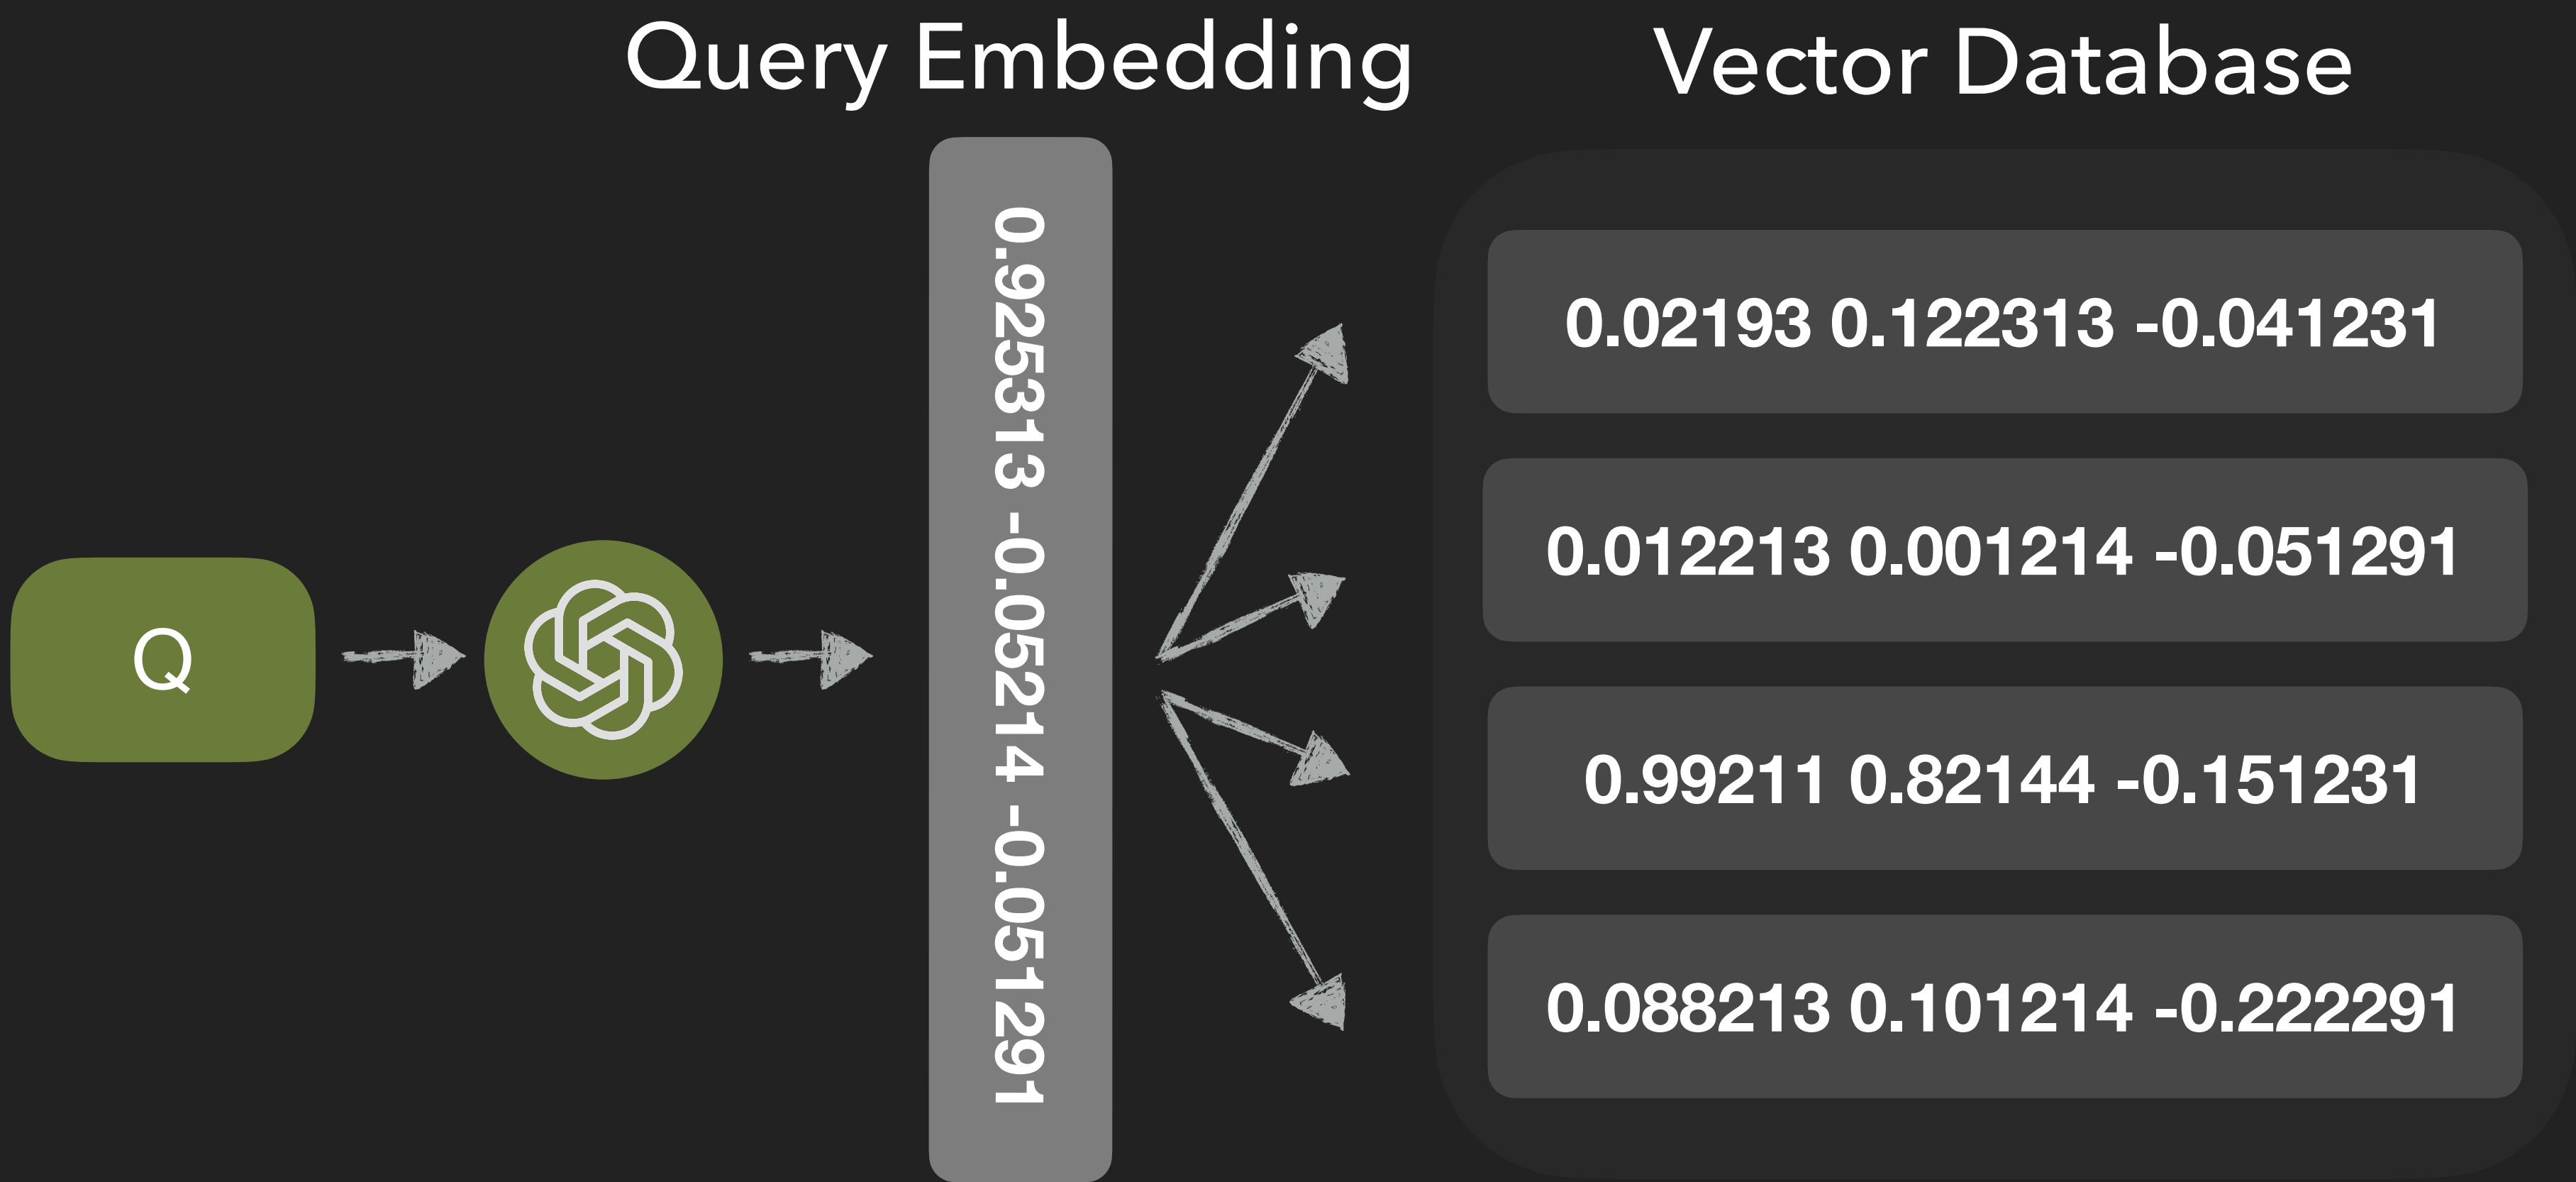 Query Embedding
Vector Database
Q
0.925313 -0.05214 -0.051291
0.02193 0.122313 -0.041231
0.012213 0.001214 -0.051291
0.99211 0.82144 -0.151231
0.088213 0.101214 -0.222291